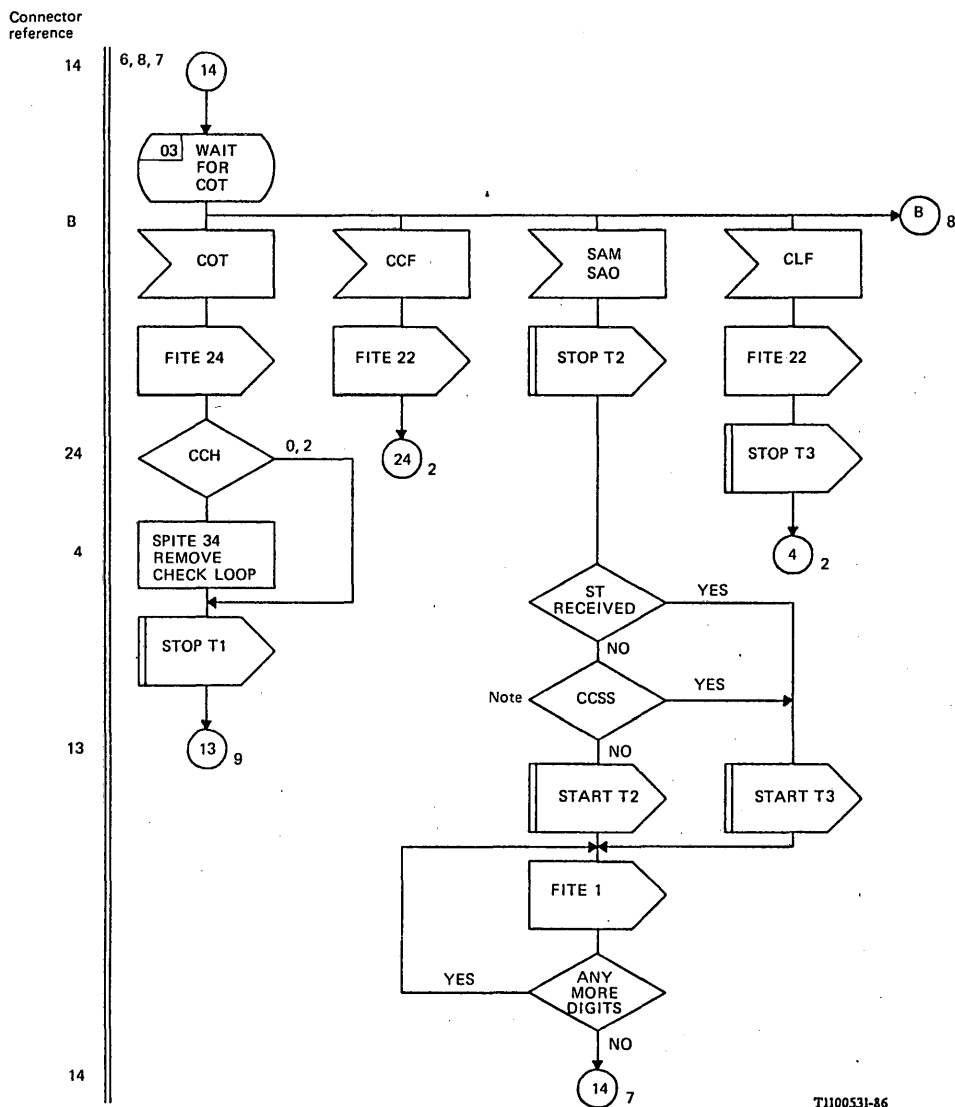 Connector
reference
14
6, 8, 7
14
03
WAIT
FOR
COT
B
B
8
COT
CCF
SAM
SAO
CLF
FITE 24
FITE 22
STOP T2
FITE 22
24
CCH
0, 2
24
2
STOP T3
4
SPITE 34
REMOVE
CHECK LOOP
4
2
ST
RECEIVED
YES
NO
STOP T1
Note
CCSS
YES
NO
13
13
9
START T2
START T3
FITE 1
YES
ANY
MORE
DIGITS
NO
14
14
7
T1100531-86